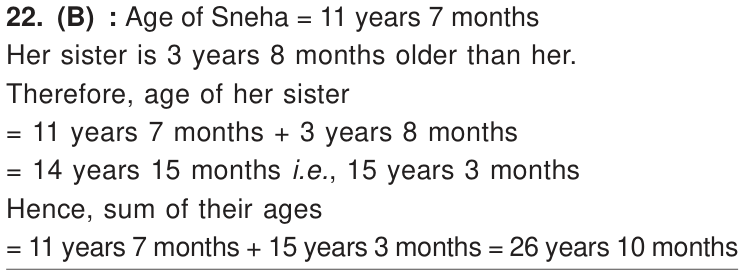 22. (B) : Age of Sneha = 11 years 7 months
Her sister is 3 years 8 months older than her.
Therefore, age of her sister
= 11 years 7 months + 3 years 8 months
= 14 years 15 months i.e., 15 years 3 months
Hence, sum of their ages
= 11 years 7 months + 15 years 3 months = 26 years 10 months